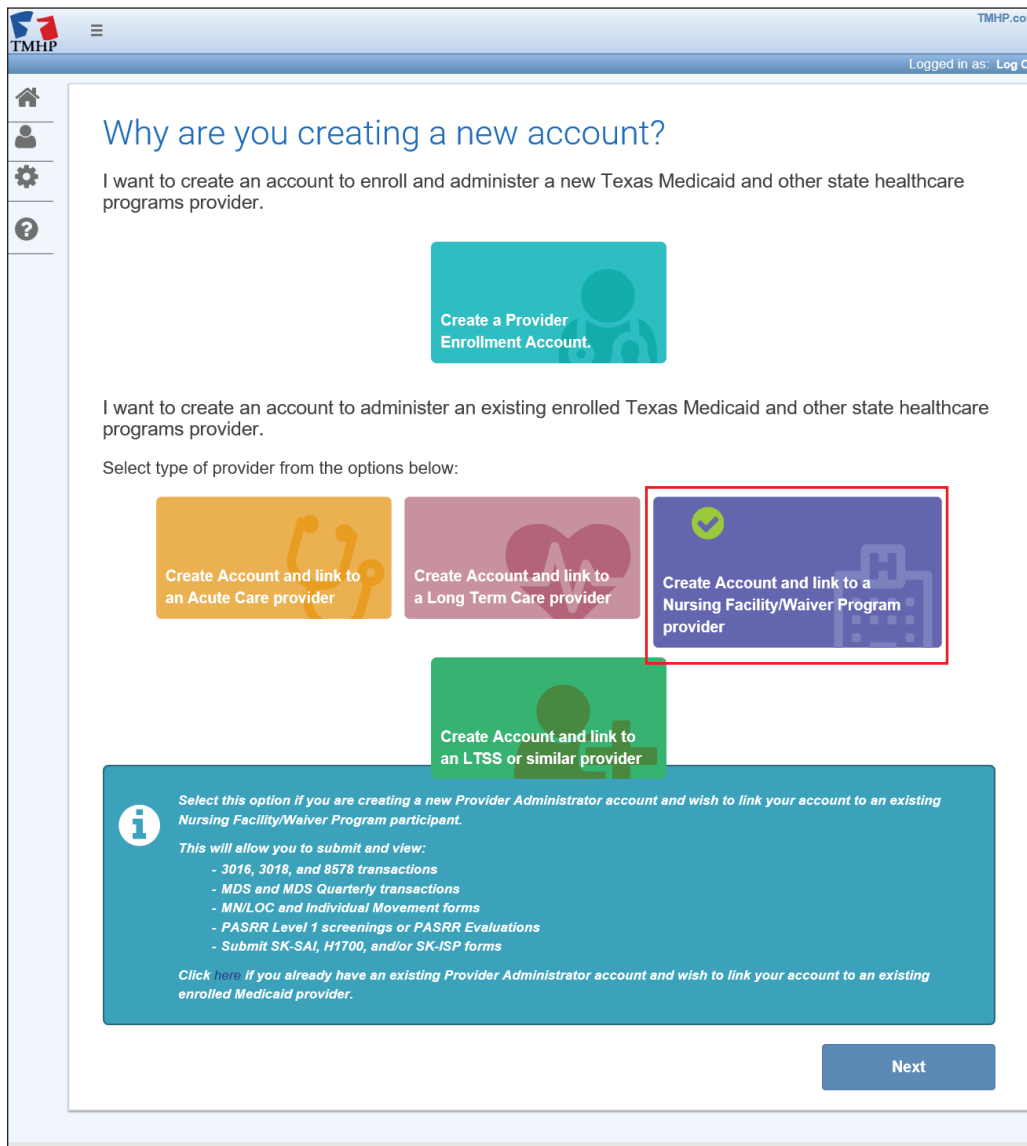 TMHP
TMHP.co
Logged in as: Log O
Why are you creating a new account?
I want to create an account to enroll and administer a new Texas Medicaid and other state healthcare
programs provider.
Create a Provider
Enrollment Account.
I want to create an account to administer an existing enrolled Texas Medicaid and other state healthcare
programs provider.
Select type of provider from the options below:
Create Account and link to
an Acute Care provider
Create Account and link to
a Long Term Care provider
Create Account and link to a
Nursing Facility/Waiver Program
provider
Create Account and link to
an LTSS or similar provider
Select this option if you are creating a new Provider Administrator account and wish to link your account to an existing
Nursing Facility/Waiver Program participant.
This will allow you to submit and view:
- 3016, 3018, and 8578 transactions
- MDS and MDS Quarterly transactions
- MN/LOC and Individual Movement forms
- PASRR Level 1 screenings or PASRR Evaluations
- Submit SK-SAI, H1700, and/or SK-ISP forms
Click here if you already have an existing Provider Administrator account and wish to link your account to an existing
enrolled Medicaid provider.
Next